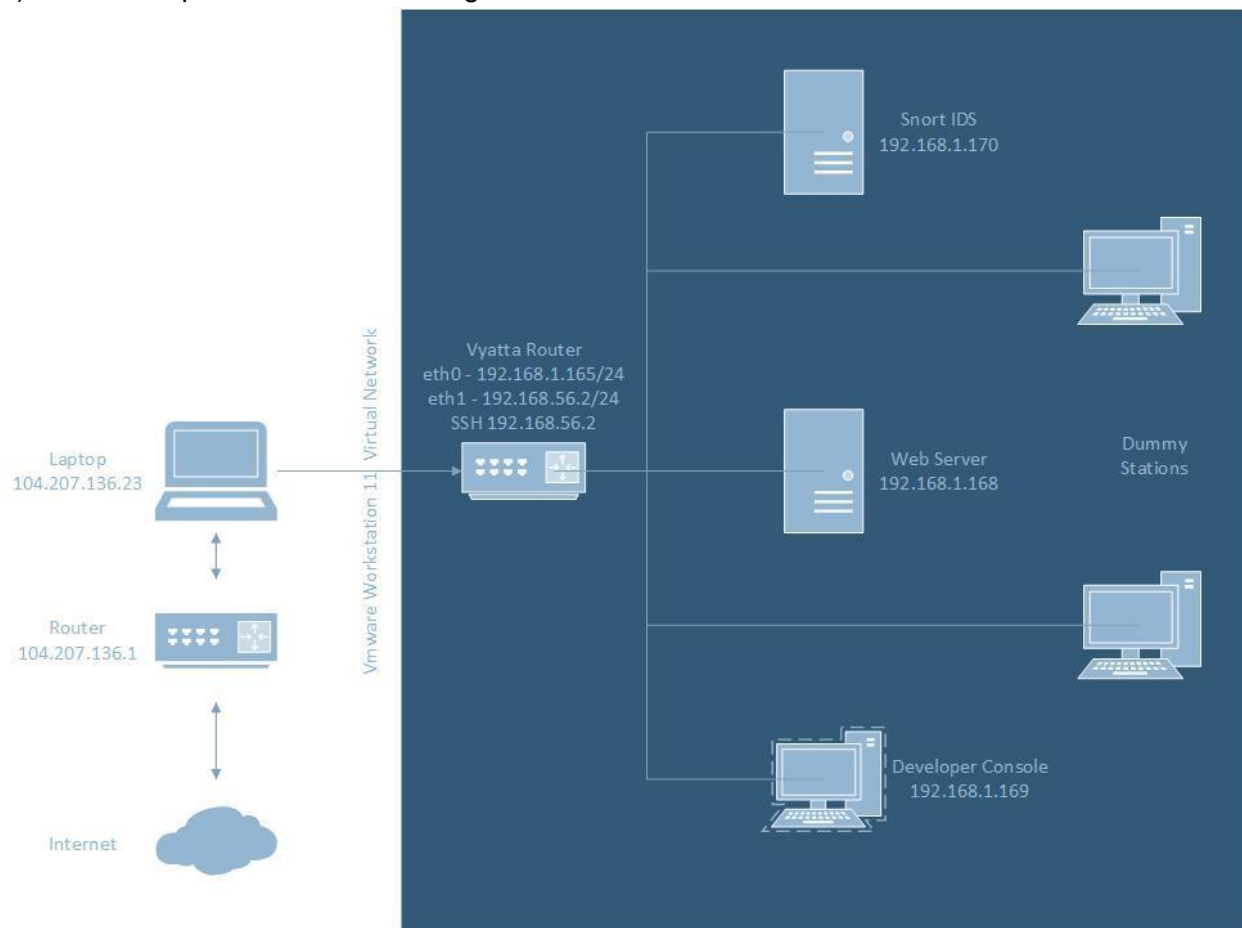 Snort IDS
192.168.1.170
Vmware Workstation 11 Virtual Network
Vyatta Router
eth0 - 192.168.1.165/24
eth1 - 192.168.56.2/24
SSH 192.168.56.2
Laptop
104.207.136.23
Web Server
192.168.1.168
Dummy
Stations
Router
104.207.136.1
Developer Console
192.168.1.169
Internet